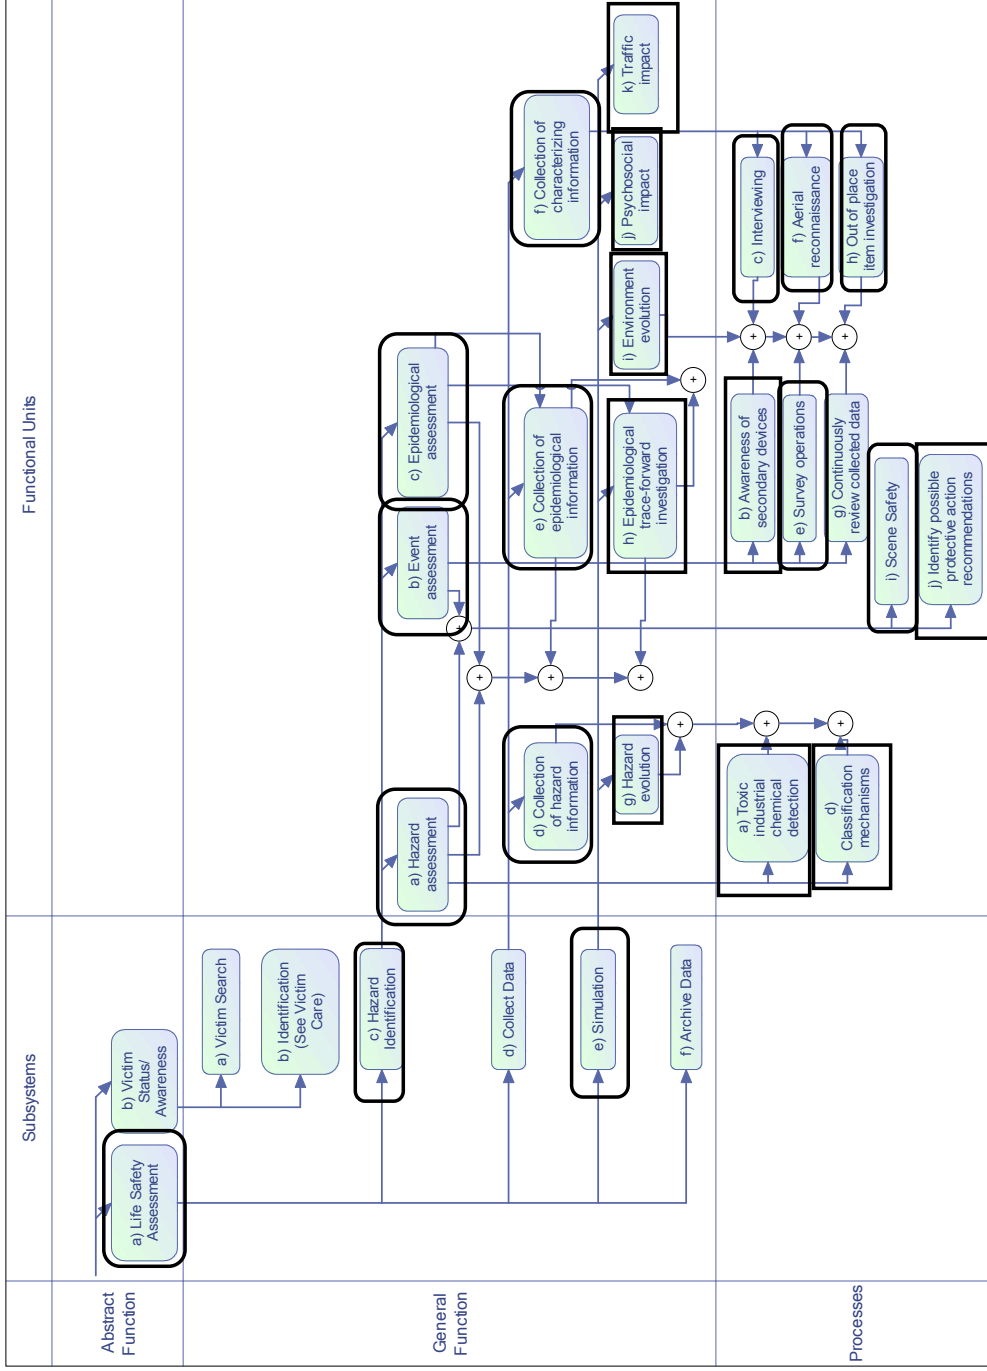 Subsystems
Functional Units
Abstract
Function
a) Life Safety
Assessment
b) Victim
Status/
Awareness
General
Function
a) Victim Search
b) Identification
(See Victim
Care)
c) Hazard
Identification
d) Collect Data
e) Simulation
f) Archive Data
a) Hazard
assessment
b) Event
assessment
c) Epidemiological
assessment
d) Collection
of hazard
information
e) Collection of
epidemiological
information
f) Collection of
characterizing
information
g) Hazard
evolution
h) Epidemiological
trace-forward
investigation
i) Environment
evolution
j) Psychosocial
impact
k) Traffic
impact
+
+
+
+
+
+
Processes
a) Toxic
industrial
chemical
detection
b) Awareness of
secondary devices
c) Interviewing
d)
Classification
mechanisms
e) Survey operations
f) Aerial
reconnaissance
g) Continuously
review collected data
h) Out of place
item investigation
i) Scene Safety
j) Identify possible
protective action
recommendations
+
+
+
+
+